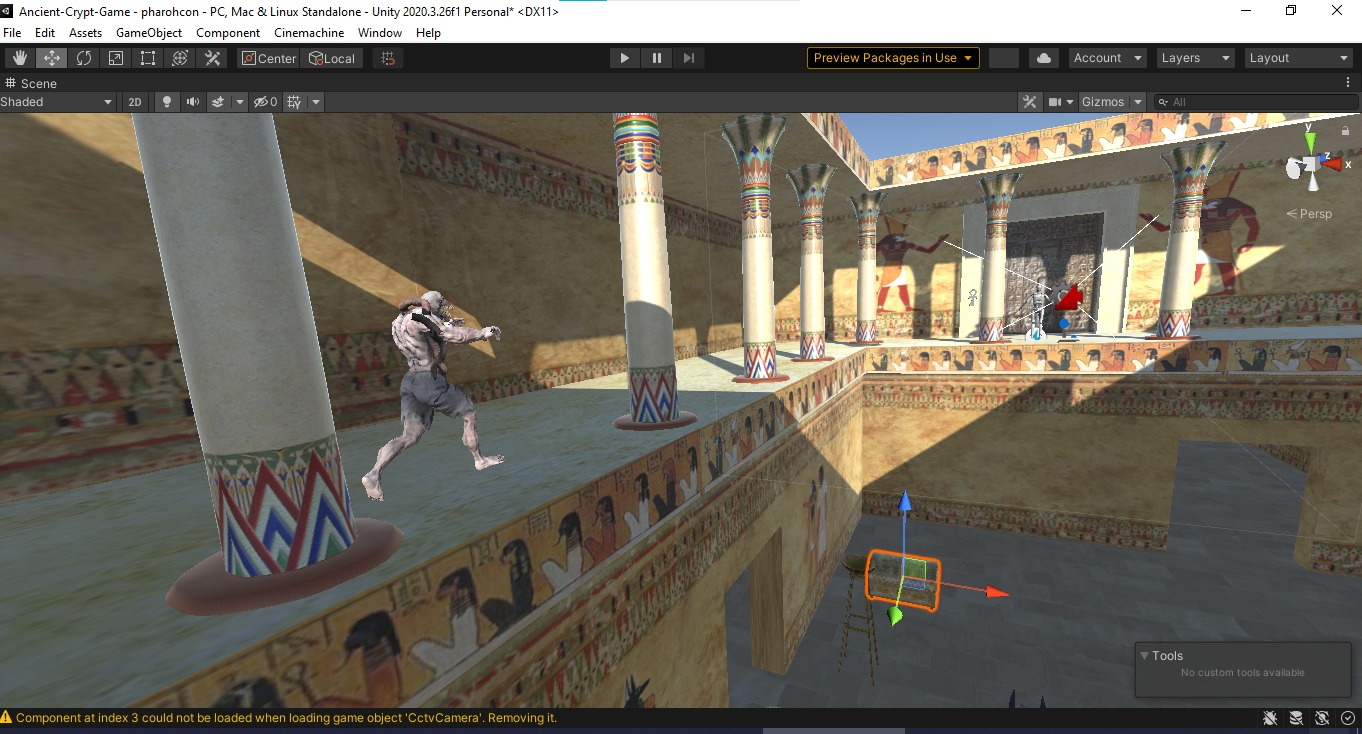 Ancient-Crypt-Game - pharohcon - PC, Mac & Linux Standalone - Unity 2020.3.26f1 Personal* <DX11>
File Edit Assets GameObject Component Cinemachine Window Help
Center Local Preview Packages in Use Account Layers Layout
Scene
Shaded 2D 0 Gizmos All
y
z
x
Persp
Tools
No custom tools available
Component at index 3 could not be loaded when loading game object 'CctvCamera'. Removing it.